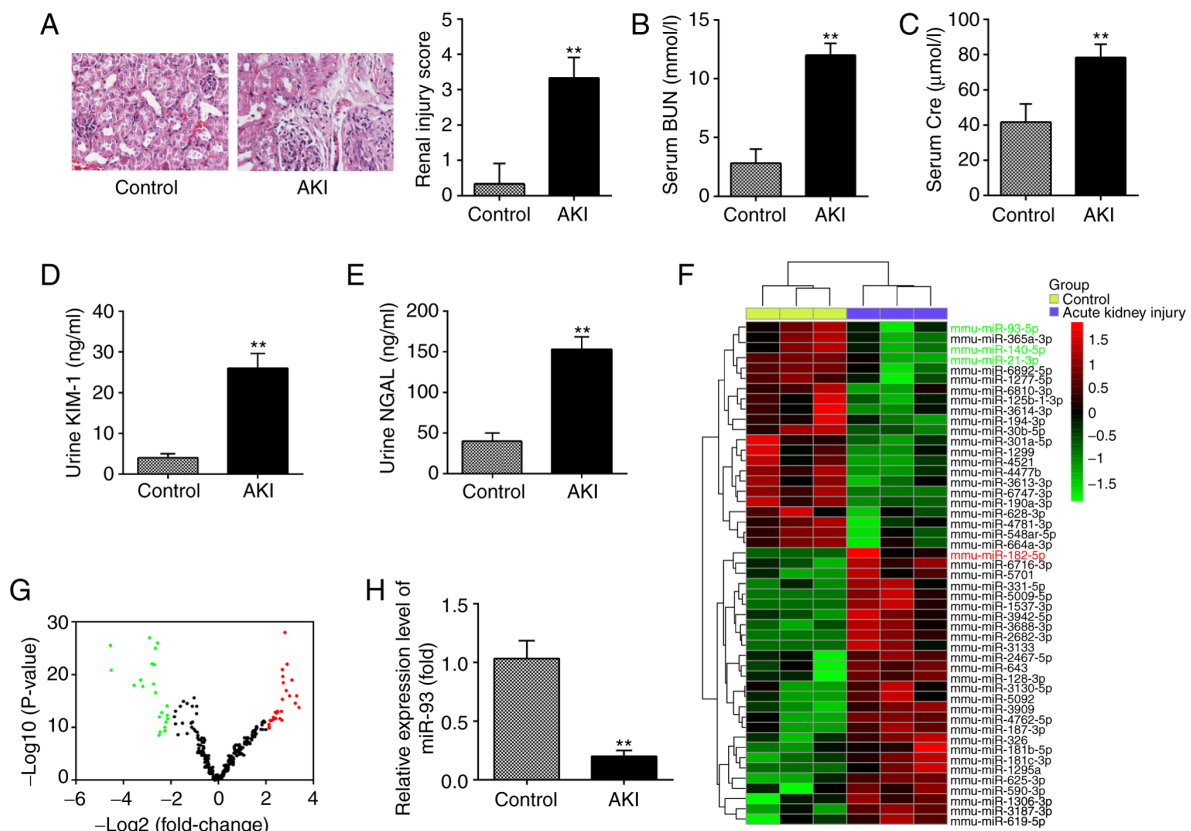 A
Control
AKI
Renal injury score
5
4
3
2
1
0
**
Control
AKI
B
Serum BUN (mmol/l)
15
10
5
0
**
Control
AKI
C
Serum Cre (μmol/l)
100
80
60
40
20
0
**
Control
AKI
D
Urine KIM-1 (ng/ml)
40
30
20
10
0
**
Control
AKI
E
Urine NGAL (ng/ml)
200
150
100
50
0
**
Control
AKI
F
Group
Control
Acute kidney injury
1.5
1
0.5
0
−0.5
−1
−1.5
mmu-miR-93-5p
mmu-miR-365a-3p
mmu-miR-140-5p
mmu-miR-21-3p
mmu-miR-6892-5p
mmu-miR-1277-5p
mmu-miR-6810-3p
mmu-miR-125b-1-3p
mmu-miR-3614-3p
mmu-miR-194-3p
mmu-miR-30b-5p
mmu-miR-301a-5p
mmu-miR-1299
mmu-miR-4521
mmu-miR-4477b
mmu-miR-3613-3p
mmu-miR-6747-3p
mmu-miR-190a-3p
mmu-miR-628-3p
mmu-miR-4781-3p
mmu-miR-548ar-5p
mmu-miR-664a-3p
mmu-miR-182-5p
mmu-miR-6716-3p
mmu-miR-5701
mmu-miR-331-5p
mmu-miR-5009-5p
mmu-miR-1537-3p
mmu-miR-3942-5p
mmu-miR-3688-3p
mmu-miR-2682-3p
mmu-miR-3133
mmu-miR-2467-5p
mmu-miR-643
mmu-miR-128-3p
mmu-miR-3130-5p
mmu-miR-5092
mmu-miR-3909
mmu-miR-4762-5p
mmu-miR-187-3p
mmu-miR-326
mmu-miR-181b-5p
mmu-miR-181c-3p
mmu-miR-1295a
mmu-miR-625-3p
mmu-miR-590-3p
mmu-miR-1306-3p
mmu-miR-3187-3p
mmu-miR-619-5p
G
−Log10 (P-value)
30
20
10
0
−6
−4
−2
0
2
4
−Log2 (fold-change)
H
Relative expression level of
miR-93 (fold)
1.5
1.0
0.5
0.0
**
Control
AKI